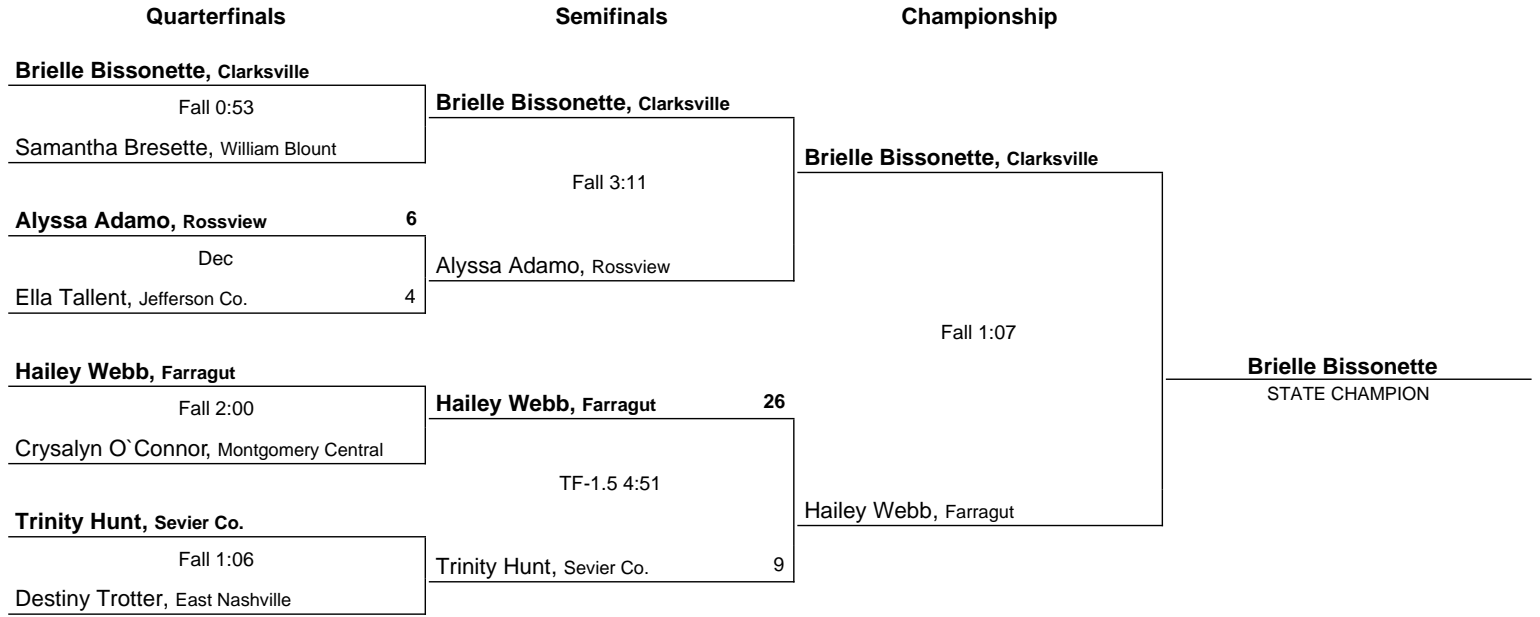 Quarterfinals Semifinals Championship
Brielle Bissonette, Clarksville
Fall 0:53
Samantha Bresette, William Blount
Alyssa Adamo, Rossview 6
Dec
Ella Tallent, Jefferson Co. 4
Hailey Webb, Farragut
Fall 2:00
Crysalyn O`Connor, Montgomery Central
Trinity Hunt, Sevier Co.
Fall 1:06
Destiny Trotter, East Nashville
Brielle Bissonette, Clarksville
Fall 3:11
Alyssa Adamo, Rossview
Hailey Webb, Farragut 26
TF-1.5 4:51
Trinity Hunt, Sevier Co. 9
Brielle Bissonette, Clarksville
Fall 1:07
Hailey Webb, Farragut
Brielle Bissonette
STATE CHAMPION